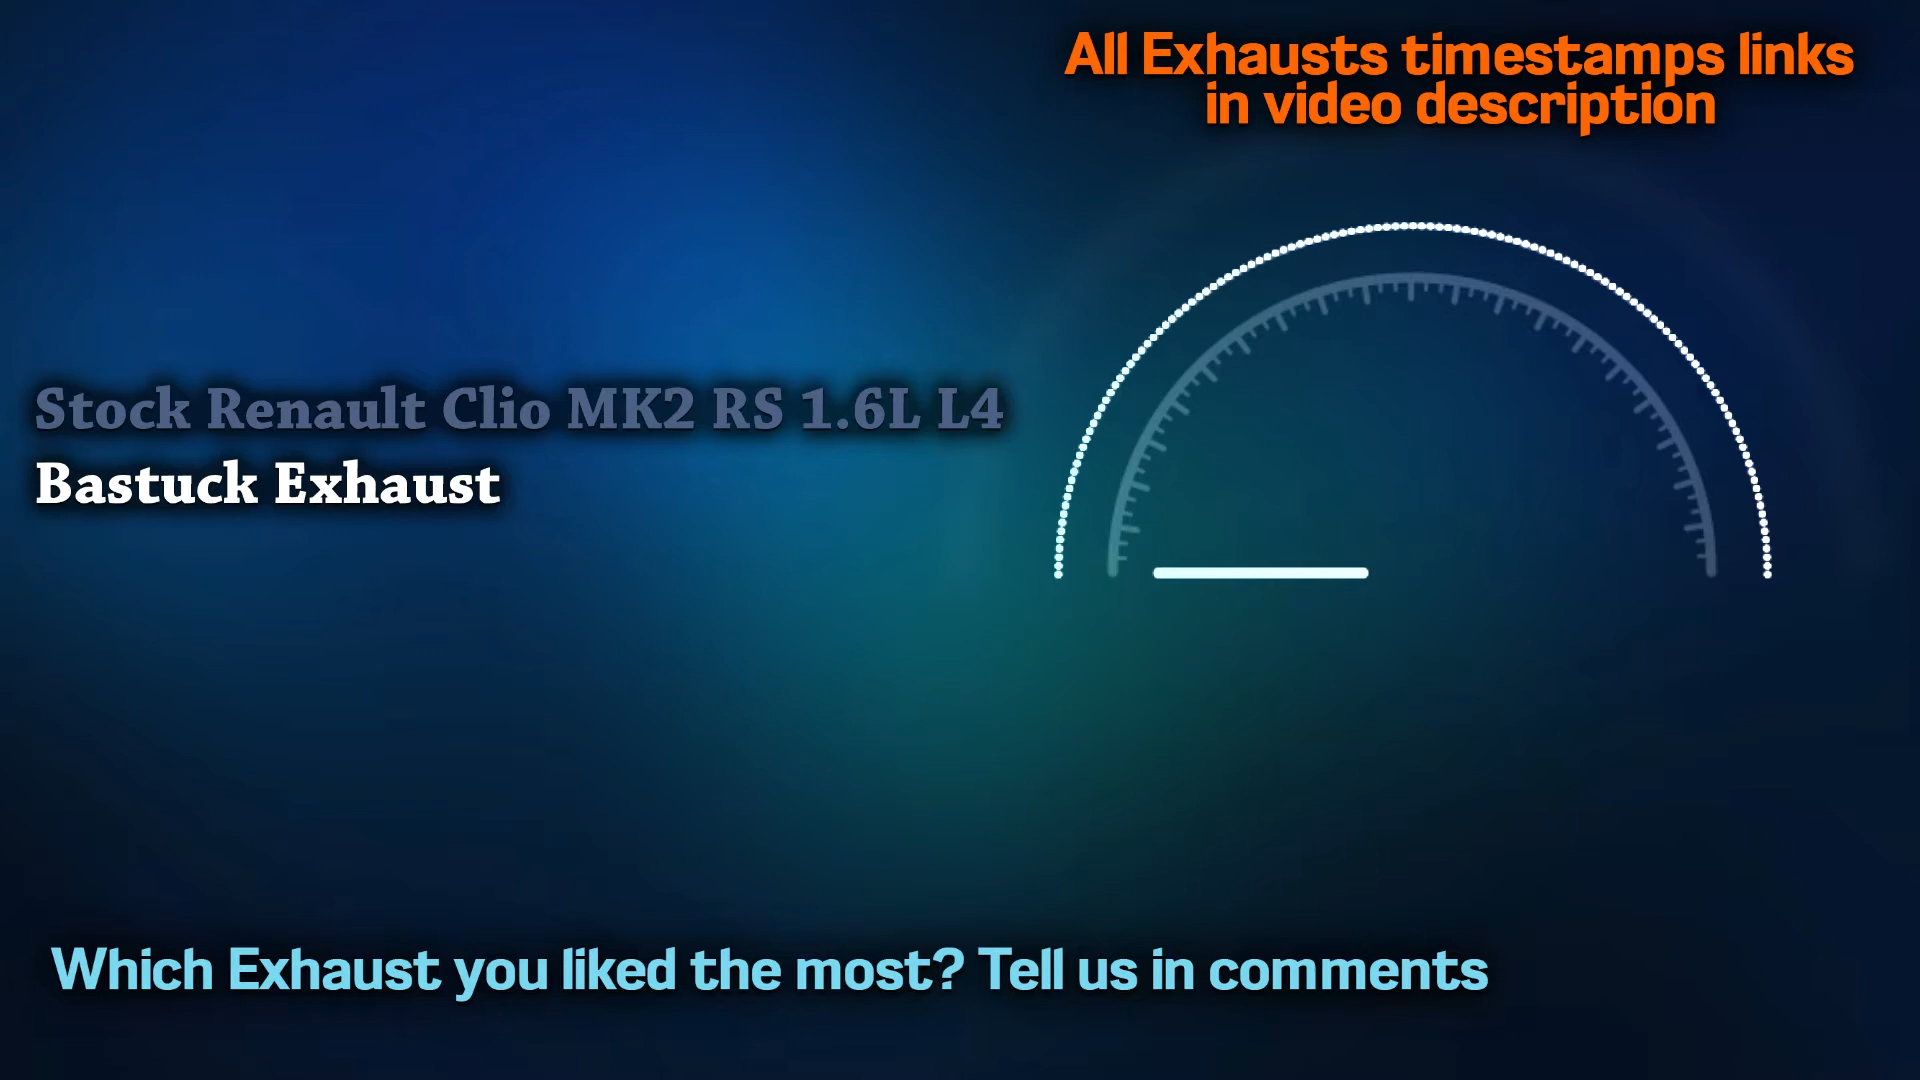 All Exhausts timestamps links
in video description
Stock Renault Clio MK2 RS 1.6L L4
Bastuck Exhaust
Which Exhaust you liked the most? Tell us in comments